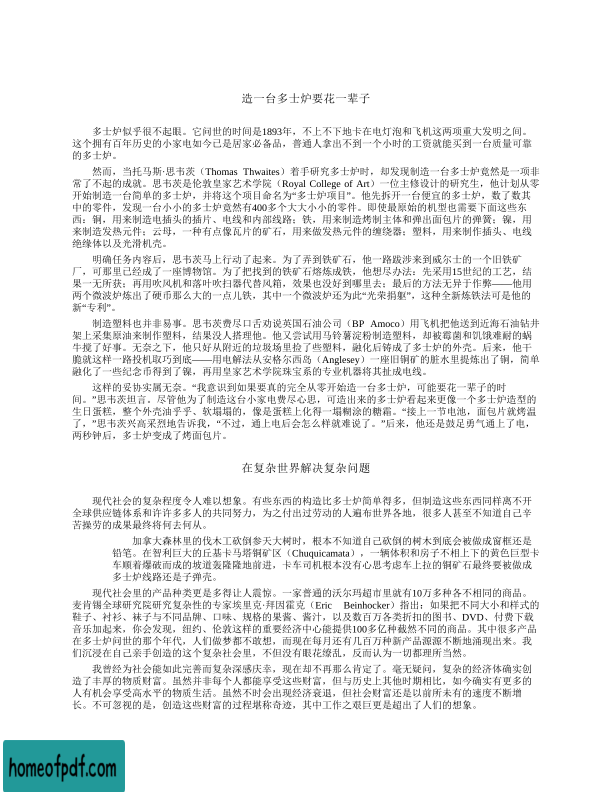 造一台多士炉要花一辈子
多士炉似乎很不起眼。它问世的时间是1893年，不上不下地卡在电灯泡和飞机这两项重大发明之间。
这个拥有百年历史的小家电如今已是居家必备品，普通人拿出不到一个小时的工资就能买到一台质量可靠
的多士炉。
然而，当托马斯·思韦茨（Thomas Thwaites）着手研究多士炉时，却发现制造一台多士炉竟然是一项非
常了不起的成就。思韦茨是伦敦皇家艺术学院（Royal College of Art）一位主修设计的研究生，他计划从零
开始制造一台简单的多士炉，并将这个项目命名为“多士炉项目”。他先拆开一台便宜的多士炉，数了数其
中的零件，发现一台小小的多士炉竟然有400多个大大小小的零件。即使最原始的机型也需要下面这些东
西：铜，用来制造电插头的插片、电线和内部线路；铁，用来制造烤制主体和弹出面包片的弹簧；镍，用
来制造发热元件；云母，一种有点像瓦片的矿石，用来做发热元件的缠绕器；塑料，用来制作插头、电线
绝缘体以及光滑机壳。
明确任务内容后，思韦茨马上行动了起来。为了弄到铁矿石，他一路跋涉来到威尔士的一个旧铁矿
厂，可那里已经成了一座博物馆。为了把找到的铁矿石熔炼成铁，他想尽办法：先采用15世纪的工艺，结
果一无所获；再用吹风机和落叶吹扫器代替风箱，效果也没好到哪里去；最后的方法无异于作弊——他用
两个微波炉炼出了硬币那么大的一点儿铁，其中一个微波炉还为此“光荣捐躯”，这种全新炼铁法可是他的
新“专利”。
制造塑料也并非易事。思韦茨费尽口舌劝说英国石油公司（BP Amoco）用飞机把他送到近海石油钻井
架上采集原油来制作塑料，结果没人搭理他。他又尝试用马铃薯淀粉制造塑料，却被霉菌和饥饿难耐的蜗
牛搅了好事。无奈之下，他只好从附近的垃圾场里捡了些塑料，融化后铸成了多士炉的外壳。后来，他干
脆就这样一路投机取巧到底——用电解法从安格尔西岛（Anglesey）一座旧铜矿的脏水里提炼出了铜，简单
融化了一些纪念币得到了镍，再用皇家艺术学院珠宝系的专业机器将其扯成电线。
这样的妥协实属无奈。“我意识到如果要真的完全从零开始造一台多士炉，可能要花一辈子的时
间。”思韦茨坦言。尽管他为了制造这台小家电费尽心思，可造出来的多士炉看起来更像一个多士炉造型的
生日蛋糕，整个外壳油乎乎、软塌塌的，像是蛋糕上化得一塌糊涂的糖霜。“接上一节电池，面包片就烤温
了，”思韦茨兴高采烈地告诉我，“不过，通上电后会怎么样就难说了。”后来，他还是鼓足勇气通上了电，
两秒钟后，多士炉变成了烤面包片。
在复杂世界解决复杂问题
现代社会的复杂程度令人难以想象。有些东西的构造比多士炉简单得多，但制造这些东西同样离不开
全球供应链体系和许许多多人的共同努力，为之付出过劳动的人遍布世界各地，很多人甚至不知道自己辛
苦操劳的成果最终将何去何从。
加拿大森林里的伐木工砍倒参天大树时，根本不知道自己砍倒的树木到底会被做成窗框还是
铅笔。在智利巨大的丘基卡马塔铜矿区（Chuquicamata），一辆体积和房子不相上下的黄色巨型卡
车顺着爆破而成的坡道轰隆隆地前进，卡车司机根本没有心思考虑车上拉的铜矿石最终要被做成
多士炉线路还是子弹壳。
现代社会里的产品种类更是多得让人震惊。一家普通的沃尔玛超市里就有10万多种各不相同的商品。
麦肯锡全球研究院研究复杂性的专家埃里克·拜因霍克（Eric Beinhocker）指出：如果把不同大小和样式的
鞋子、衬衫、袜子与不同品牌、口味、规格的果酱、酱汁，以及数百万各类折扣的图书、DVD、付费下载
音乐加起来，你会发现，纽约、伦敦这样的重要经济中心能提供100多亿种截然不同的商品。其中很多产品
在多士炉问世的那个年代，人们做梦都不敢想，而现在每月还有几百万种新产品源源不断地涌现出来。我
们沉浸在自己亲手创造的这个复杂社会里，不但没有眼花缭乱，反而认为一切都理所当然。
我曾经为社会能如此完善而复杂深感庆幸，现在却不再那么肯定了。毫无疑问，复杂的经济体确实创
造了丰厚的物质财富。虽然并非每个人都能享受这些财富，但与历史上其他时期相比，如今确实有更多的
人有机会享受高水平的物质生活。虽然不时会出现经济衰退，但社会财富还是以前所未有的速度不断增
长。不可忽视的是，创造这些财富的过程堪称奇迹，其中工作之艰巨更是超出了人们的想象。
homeofpdf.com